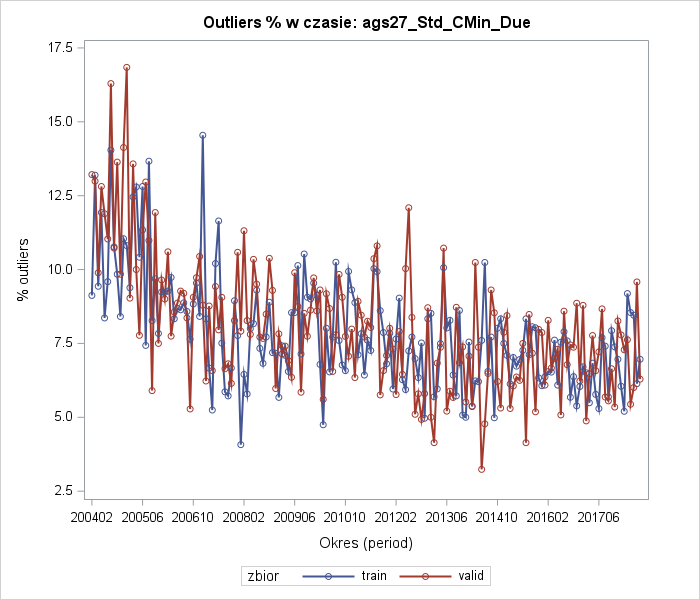 Outliers % w czasie: ags27_Std_CMin_Due
17.5
15.0
12.5
10.0
7.5
5.0
2.5
% outliers
200402 200506 200610 200802 200906 201010 201202 201306 201410 201602 201706
Okres (period)
zbior train valid